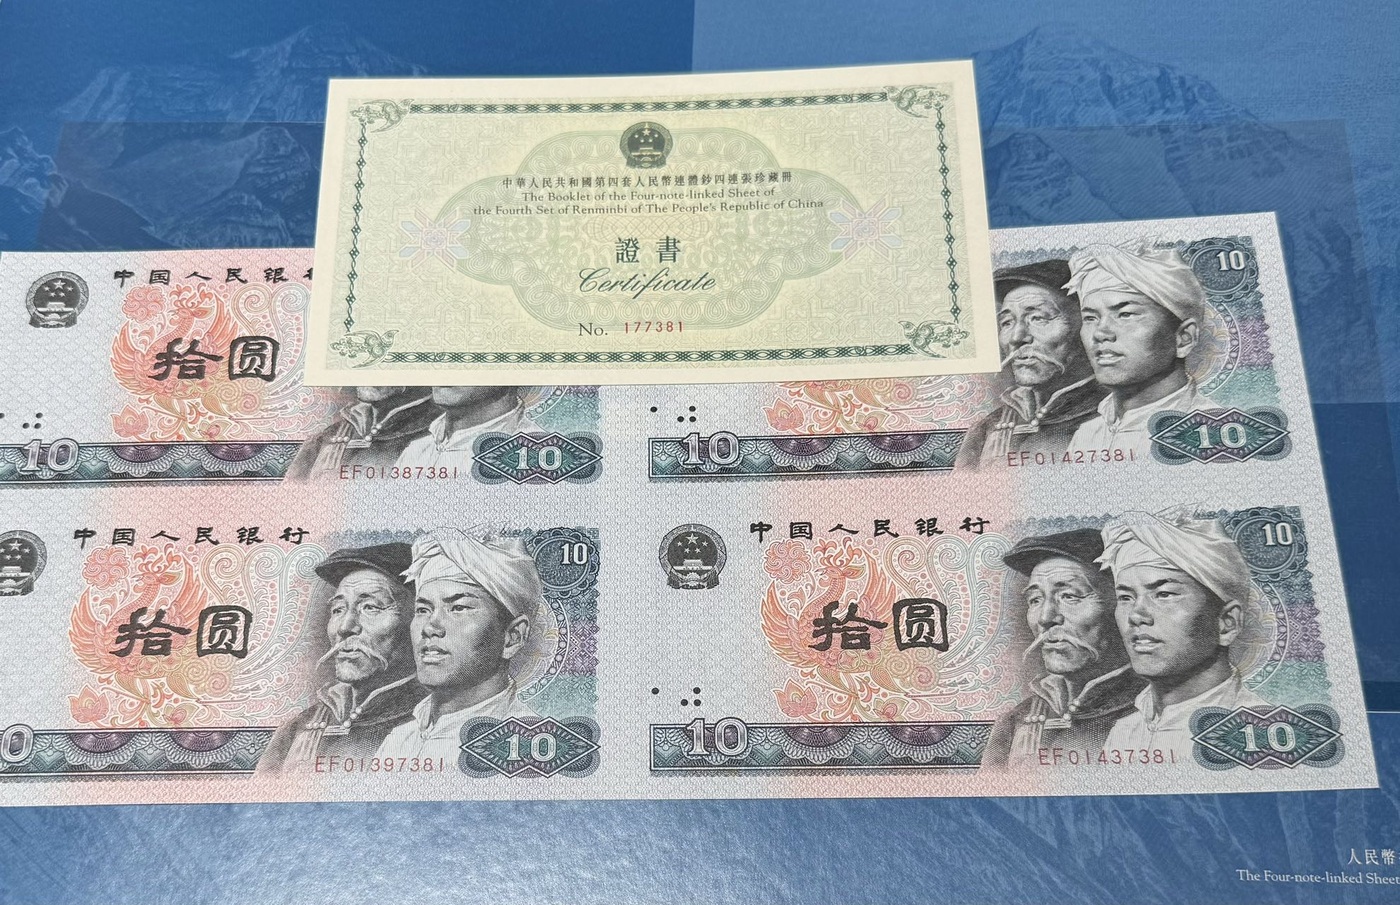 中華人民共和國第四套人民幣連體鈔四連張珍藏冊
The Booklet of the Four-note-linked Sheet of
the Fourth Set of Renminbi of The People's Republic of China
證書
Certificate
No. 177381
中国人民银行
拾圆
10
EF01387381
10
10
10
EF01427381
10
中国人民银行
10
拾圆
10
EF01397381
10
中国人民银行
10
拾圆
10
EF01437381
10
人民幣
The Four-note-linked Sheet